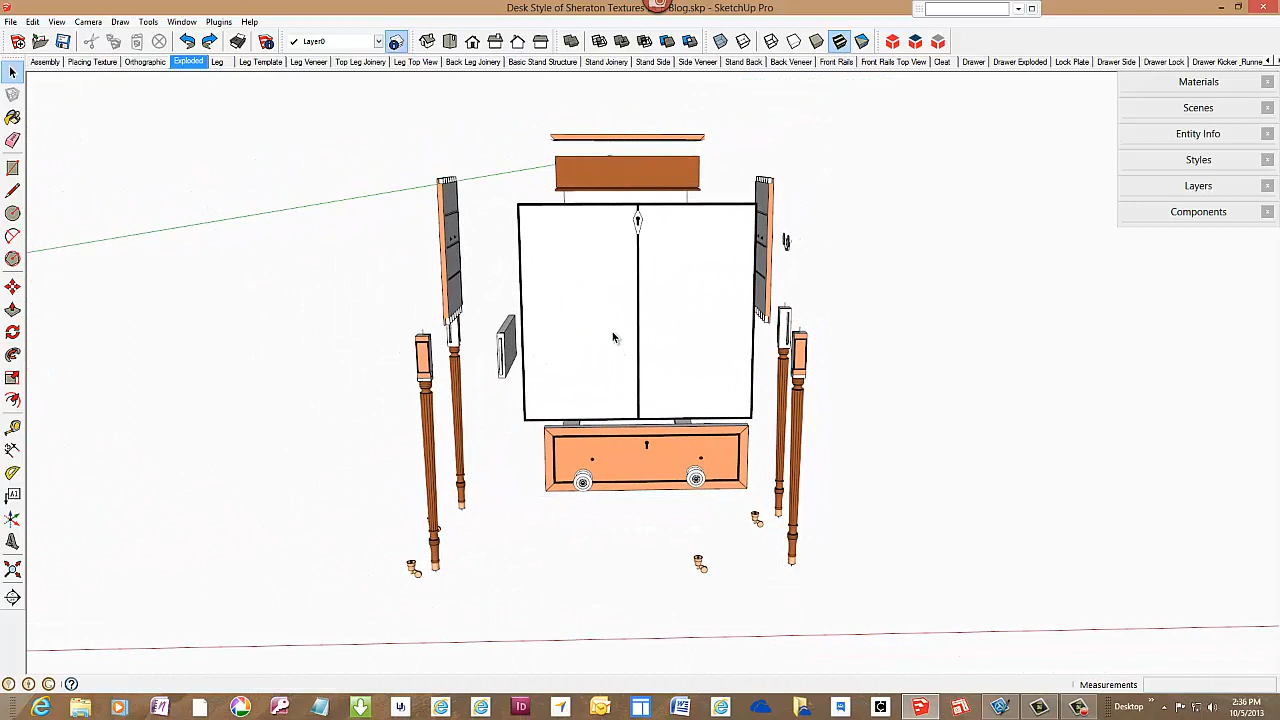 Desk Style of Sheraton Textures Blog.skp - SketchUp Pro
File Edit View Camera Draw Tools Window Plugins Help
Layer0
Assembly Placing Texture Orthographic Exploded Leg Leg Template Leg Veneer Top Leg Joinery Leg Top View Back Leg Joinery Basic Stand Structure Stand Joinery Stand Side Side Veneer Stand Back Back Veneer Front Rails Front Rails Top View Cleat Drawer Drawer Exploded Lock Plate Drawer Side Drawer Lock Drawer Kicker_Runne
Materials
Scenes
Entity Info
Styles
Layers
Components
Measurements
Desktop
2:36 PM
10/5/2013